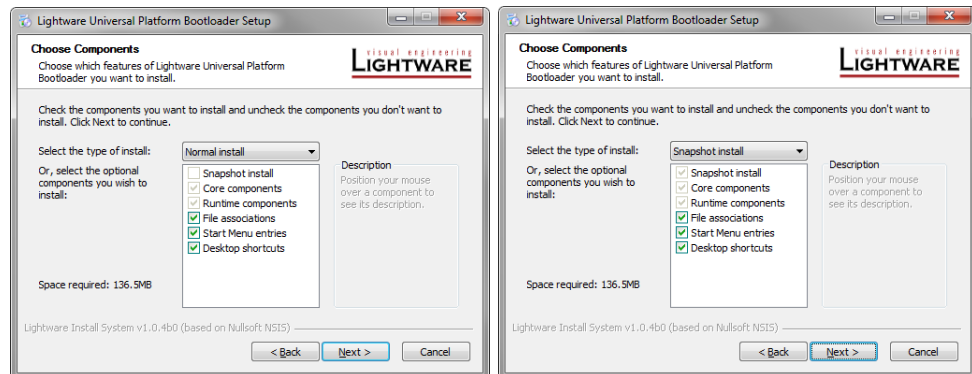 Lightware Universal Platform Bootloader Setup
Choose Components
Choose which features of Lightware Universal Platform
Bootloader you want to install.
visual engineering
LIGHTWARE
Check the components you want to install and uncheck the components you don't want to
install. Click Next to continue.
Select the type of install:
Normal install
Or, select the optional
components you wish to
install:
Snapshot install
Core components
Runtime components
File associations
Start Menu entries
Desktop shortcuts
Description
Position your mouse
over a component to
see its description.
Space required: 136.5MB
Lightware Install System v1.0.4b0 (based on Nullsoft NSIS)
< Back
Next >
Cancel
Lightware Universal Platform Bootloader Setup
Choose Components
Choose which features of Lightware Universal Platform
Bootloader you want to install.
visual engineering
LIGHTWARE
Check the components you want to install and uncheck the components you don't want to
install. Click Next to continue.
Select the type of install:
Snapshot install
Or, select the optional
components you wish to
install:
Snapshot install
Core components
Runtime components
File associations
Start Menu entries
Desktop shortcuts
Description
Position your mouse
over a component to
see its description.
Space required: 136.5MB
Lightware Install System v1.0.4b0 (based on Nullsoft NSIS)
< Back
Next >
Cancel